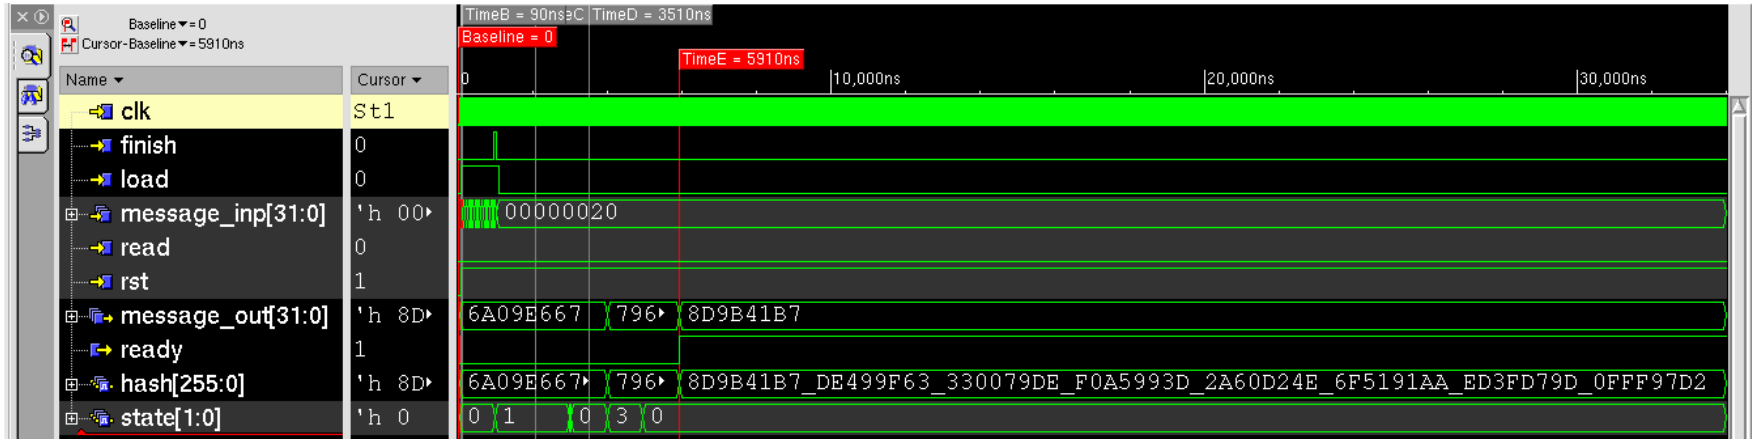 TimeB = 90ns eC TimeD = 3510ns
Baseline ▾ = 0
Baseline = 0
Cursor-Baseline ▾ = 5910ns
TimeE = 5910ns
Name ▾ Cursor ▾ 0 10,000ns 20,000ns 30,000ns
clk St1
finish 0
load 0
message_inp[31:0] 'h 00▸ 00000020
read 0
rst 1
message_out[31:0] 'h 8D▸ 6A09E667 796▸ 8D9B41B7
ready 1
hash[255:0] 'h 8D▸ 6A09E667▸ 796▸ 8D9B41B7_DE499F63_330079DE_F0A5993D_2A60D24E_6F5191AA_ED3FD79D_0FFF97D2
state[1:0] 'h 0 0 1 0 3 0